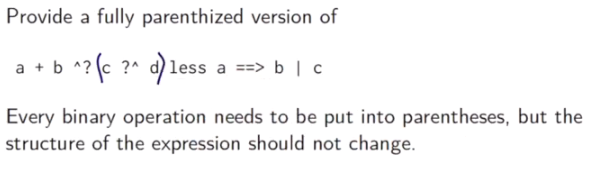 Provide a fully parenthized version of
a + b ^? (c ?^ d) less a ==> b | c
Every binary operation needs to be put into parentheses, but the
structure of the expression should not change.